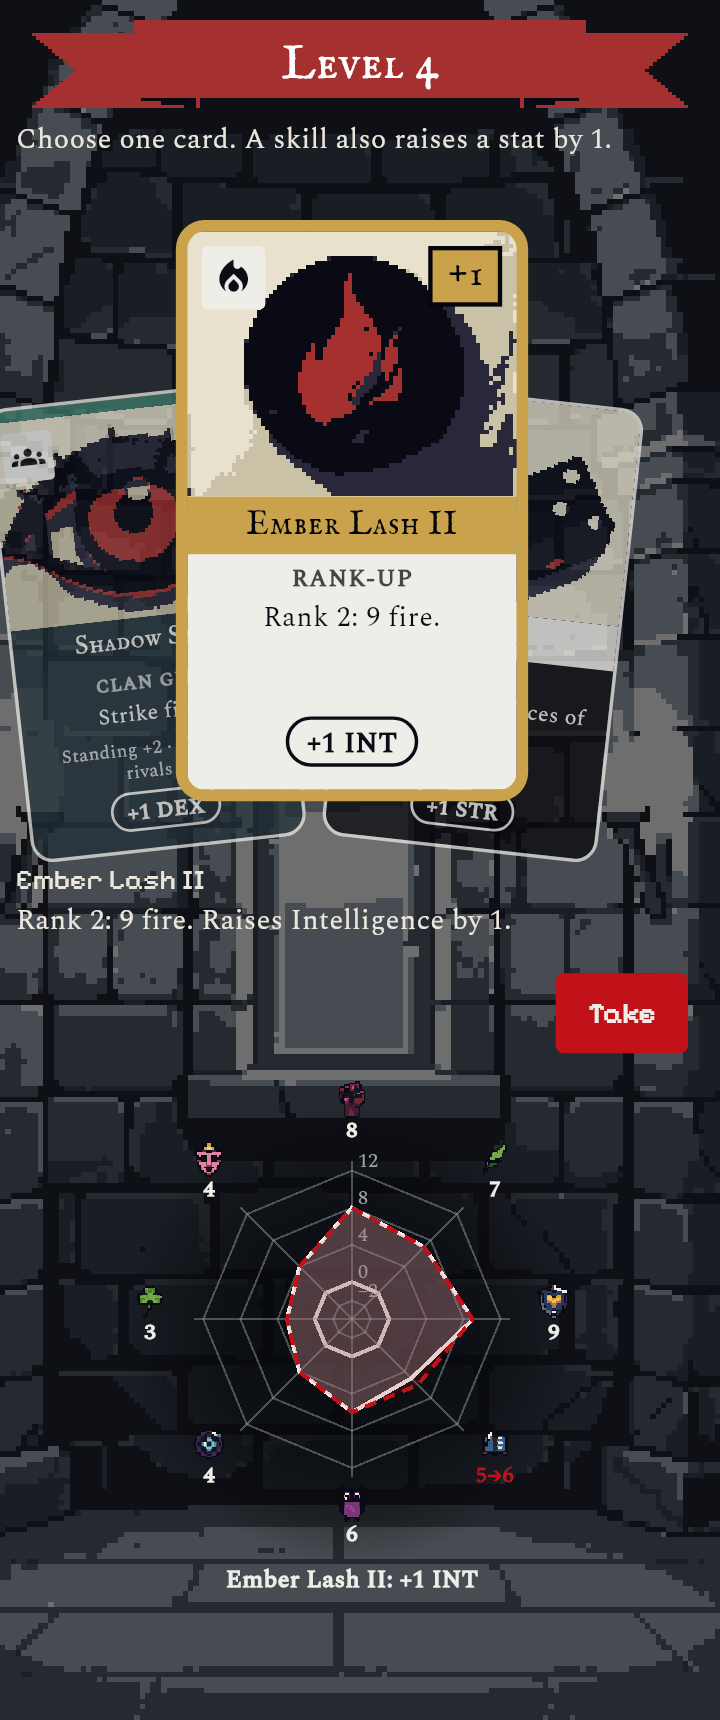 Level 4
Choose one card. A skill also raises a stat by 1.
+1
Ember Lash II
RANK-UP
Rank 2: 9 fire.
+1 INT
Shadow S
CLAN G
Strike fi
Standing +2 ·
rivals
+1 DEX
ces of
+1 STR
Ember Lash II
Rank 2: 9 fire. Raises Intelligence by 1.
Take
8
4
7
12
8
4
0
-2
3
9
4
5→6
6
Ember Lash II: +1 INT